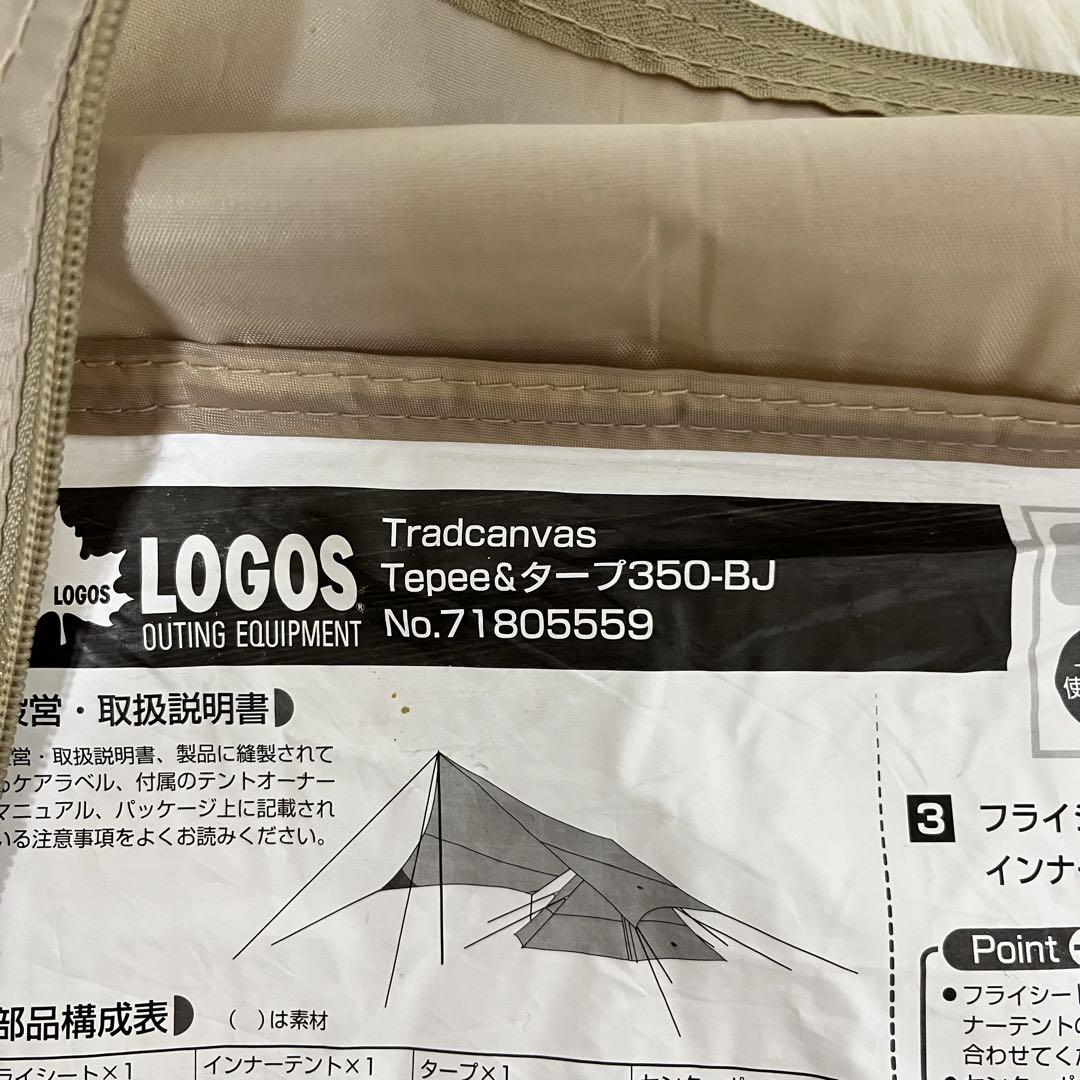 LOGOS
LOGOS
OUTING EQUIPMENT
Tradcanvas
Tepee&タープ350-BJ
No.71805559
設営・取扱説明書
営・取扱説明書、製品に縫製されて
ケアラベル、付属のテントオーナー
マニュアル、パッケージ上に記載され
いる注意事項をよくお読みください。
部品構成表
( )は素材
ライシート×1
インナーテント×1
タープ×1
使
3 フライシ
インナ
Point
●フライシート
ナーテントの
合わせてくだ